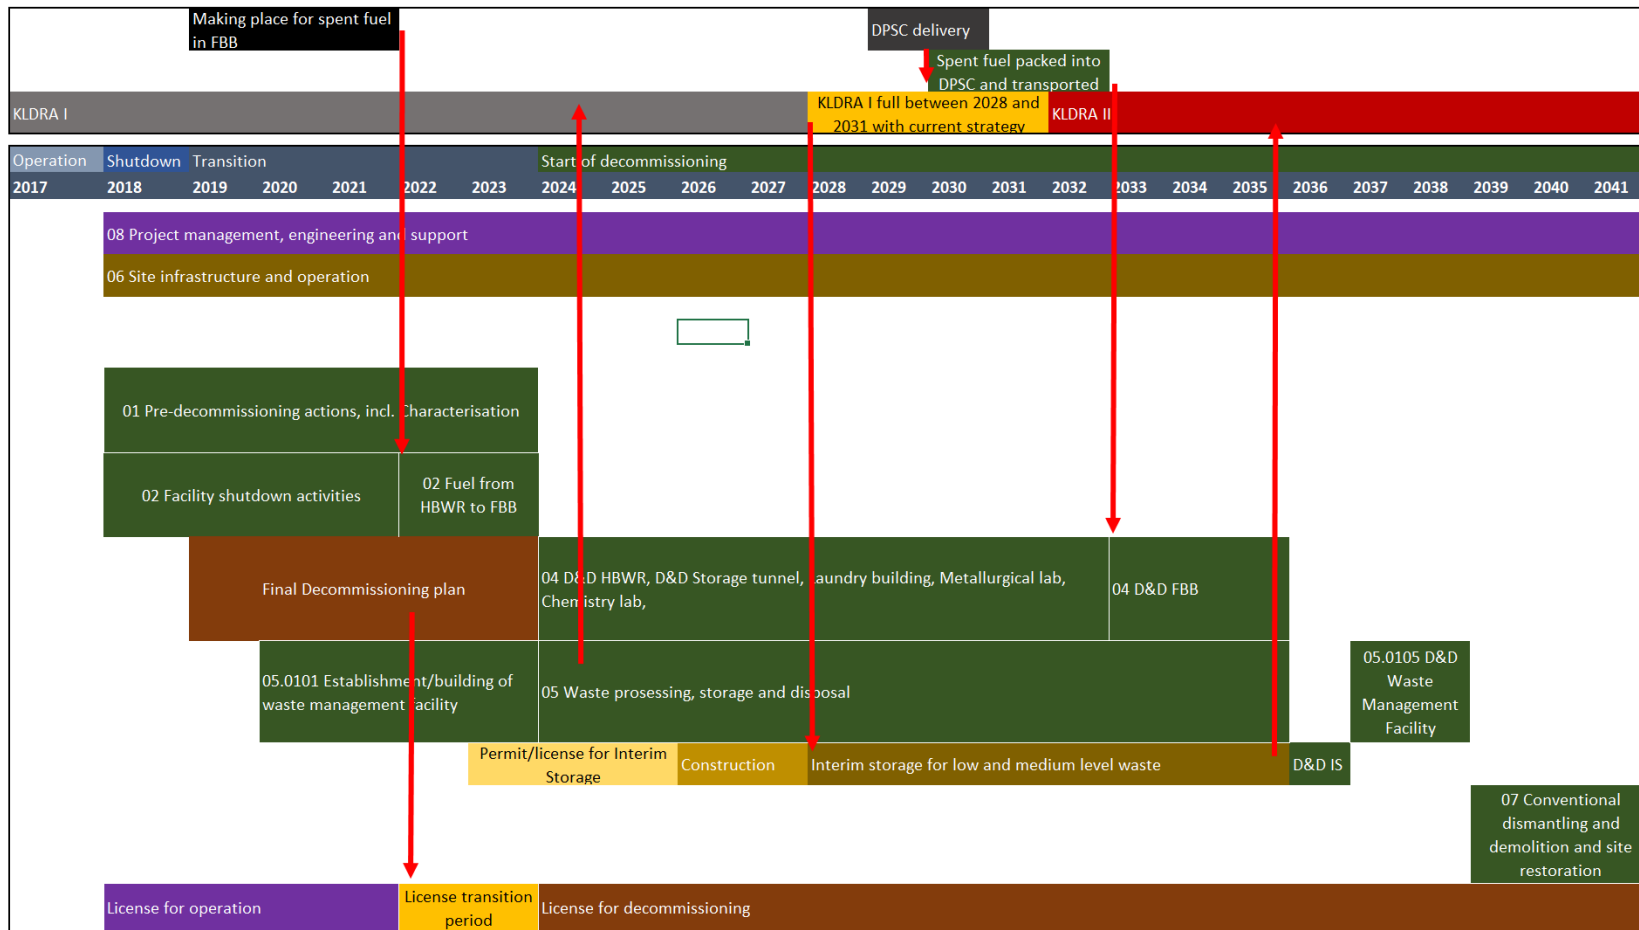 Making place for spent fuel
in FBB
DPSC delivery
Spent fuel packed into
DPSC and transported
KLDRA I
KLDRA I full between 2028 and
2031 with current strategy
KLDRA II
Operation
Shutdown
Transition
Start of decommissioning
2017 2018 2019 2020 2021 2022 2023 2024 2025 2026 2027 2028 2029 2030 2031 2032 2033 2034 2035 2036 2037 2038 2039 2040 2041
08 Project management, engineering and support
06 Site infrastructure and operation
01 Pre-decommissioning actions, incl. Characterisation
02 Facility shutdown activities
02 Fuel from
HBWR to FBB
Final Decommissioning plan
04 D&D HBWR, D&D Storage tunnel, Laundry building, Metallurgical lab,
Chemistry lab,
04 D&D FBB
05.0101 Establishment/building of
waste management facility
05 Waste prosessing, storage and disposal
05.0105 D&D
Waste
Management
Facility
Permit/license for Interim
Storage
Construction
Interim storage for low and medium level waste
D&D IS
07 Conventional
dismantling and
demolition and site
restoration
License for operation
License transition
period
License for decommissioning